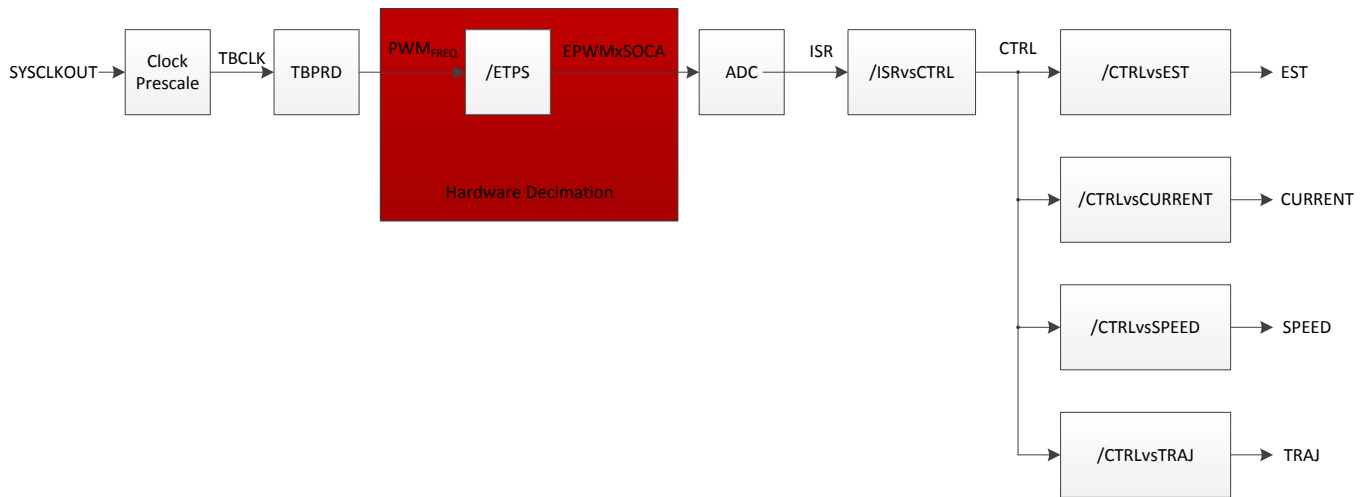 SYSCLKOUT
Clock
Prescale
TBCLK
TBPRD
PWMFREQ
/ETPS
EPWMxSOCA
Hardware Decimation
ADC
ISR
/ISRvsCTRL
CTRL
/CTRLvsEST
EST
/CTRLvsCURRENT
CURRENT
/CTRLvsSPEED
SPEED
/CTRLvsTRAJ
TRAJ